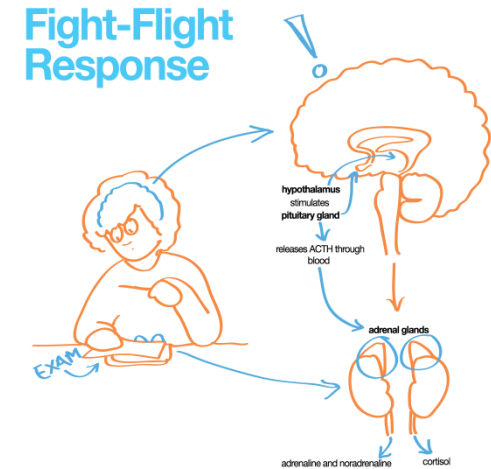 Fight-Flight
Response
hypothalamus
stimulates
pituitary gland
releases ACTH through
blood
EXAM
adrenal glands
adrenaline and noradrenaline
cortisol